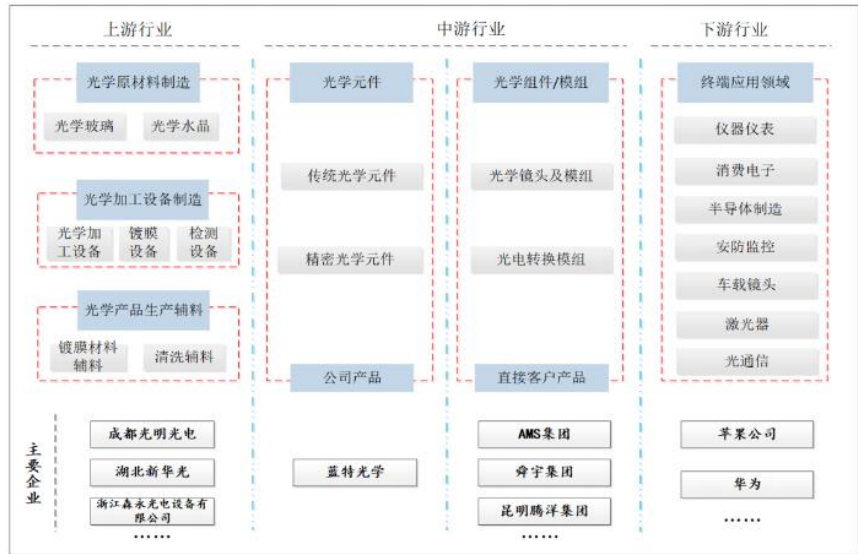 上游行业
中游行业
下游行业
光学原材料制造
光学玻璃
光学水晶
光学加工设备制造
光学加
工设备
镀膜
设备
检测
设备
光学产品生产辅料
镀膜材料
辅料
清洗辅料
光学元件
传统光学元件
精密光学元件
公司产品
光学组件/模组
光学镜头及模组
光电转换模组
直接客户产品
终端应用领域
仪器仪表
消费电子
半导体制造
安防监控
车载镜头
激光器
光通信
主要企业
成都光明光电
湖北新华光
浙江森永光电设备有
限公司
……
蓝特光学
AMS集团
舜宇集团
昆明腾洋集团
……
苹果公司
华为
……